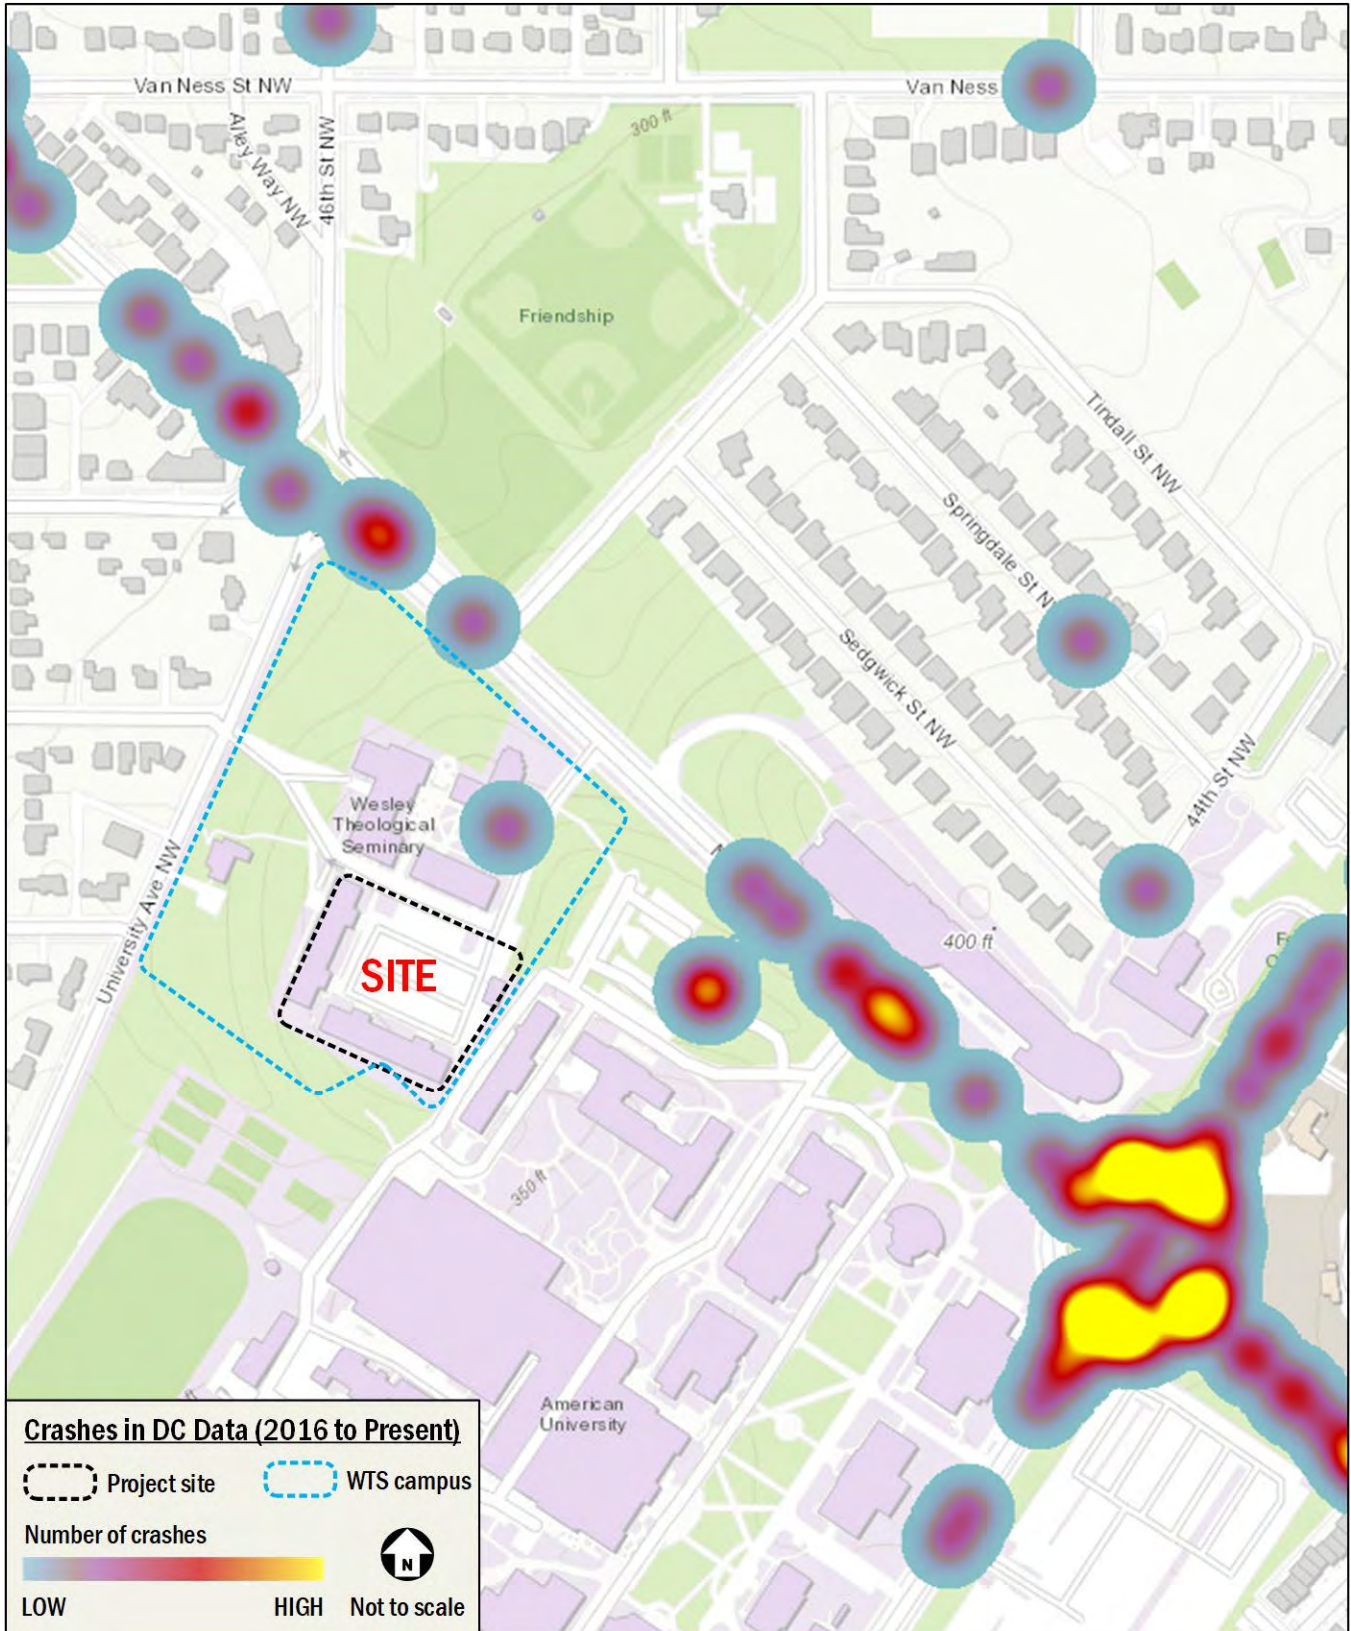 Van Ness St NW
Van Ness
Alley Way NW
46th St NW
300 ft
Friendship
Tindall St NW
Springdale St N
Sedgwick St NW
44th St NW
Wesley
Theological
Seminary
University Ave NW
SITE
400 ft
350 ft
American
University
Crashes in DC Data (2016 to Present)
Project site
WTS campus
Number of crashes
N
LOW
HIGH
Not to scale